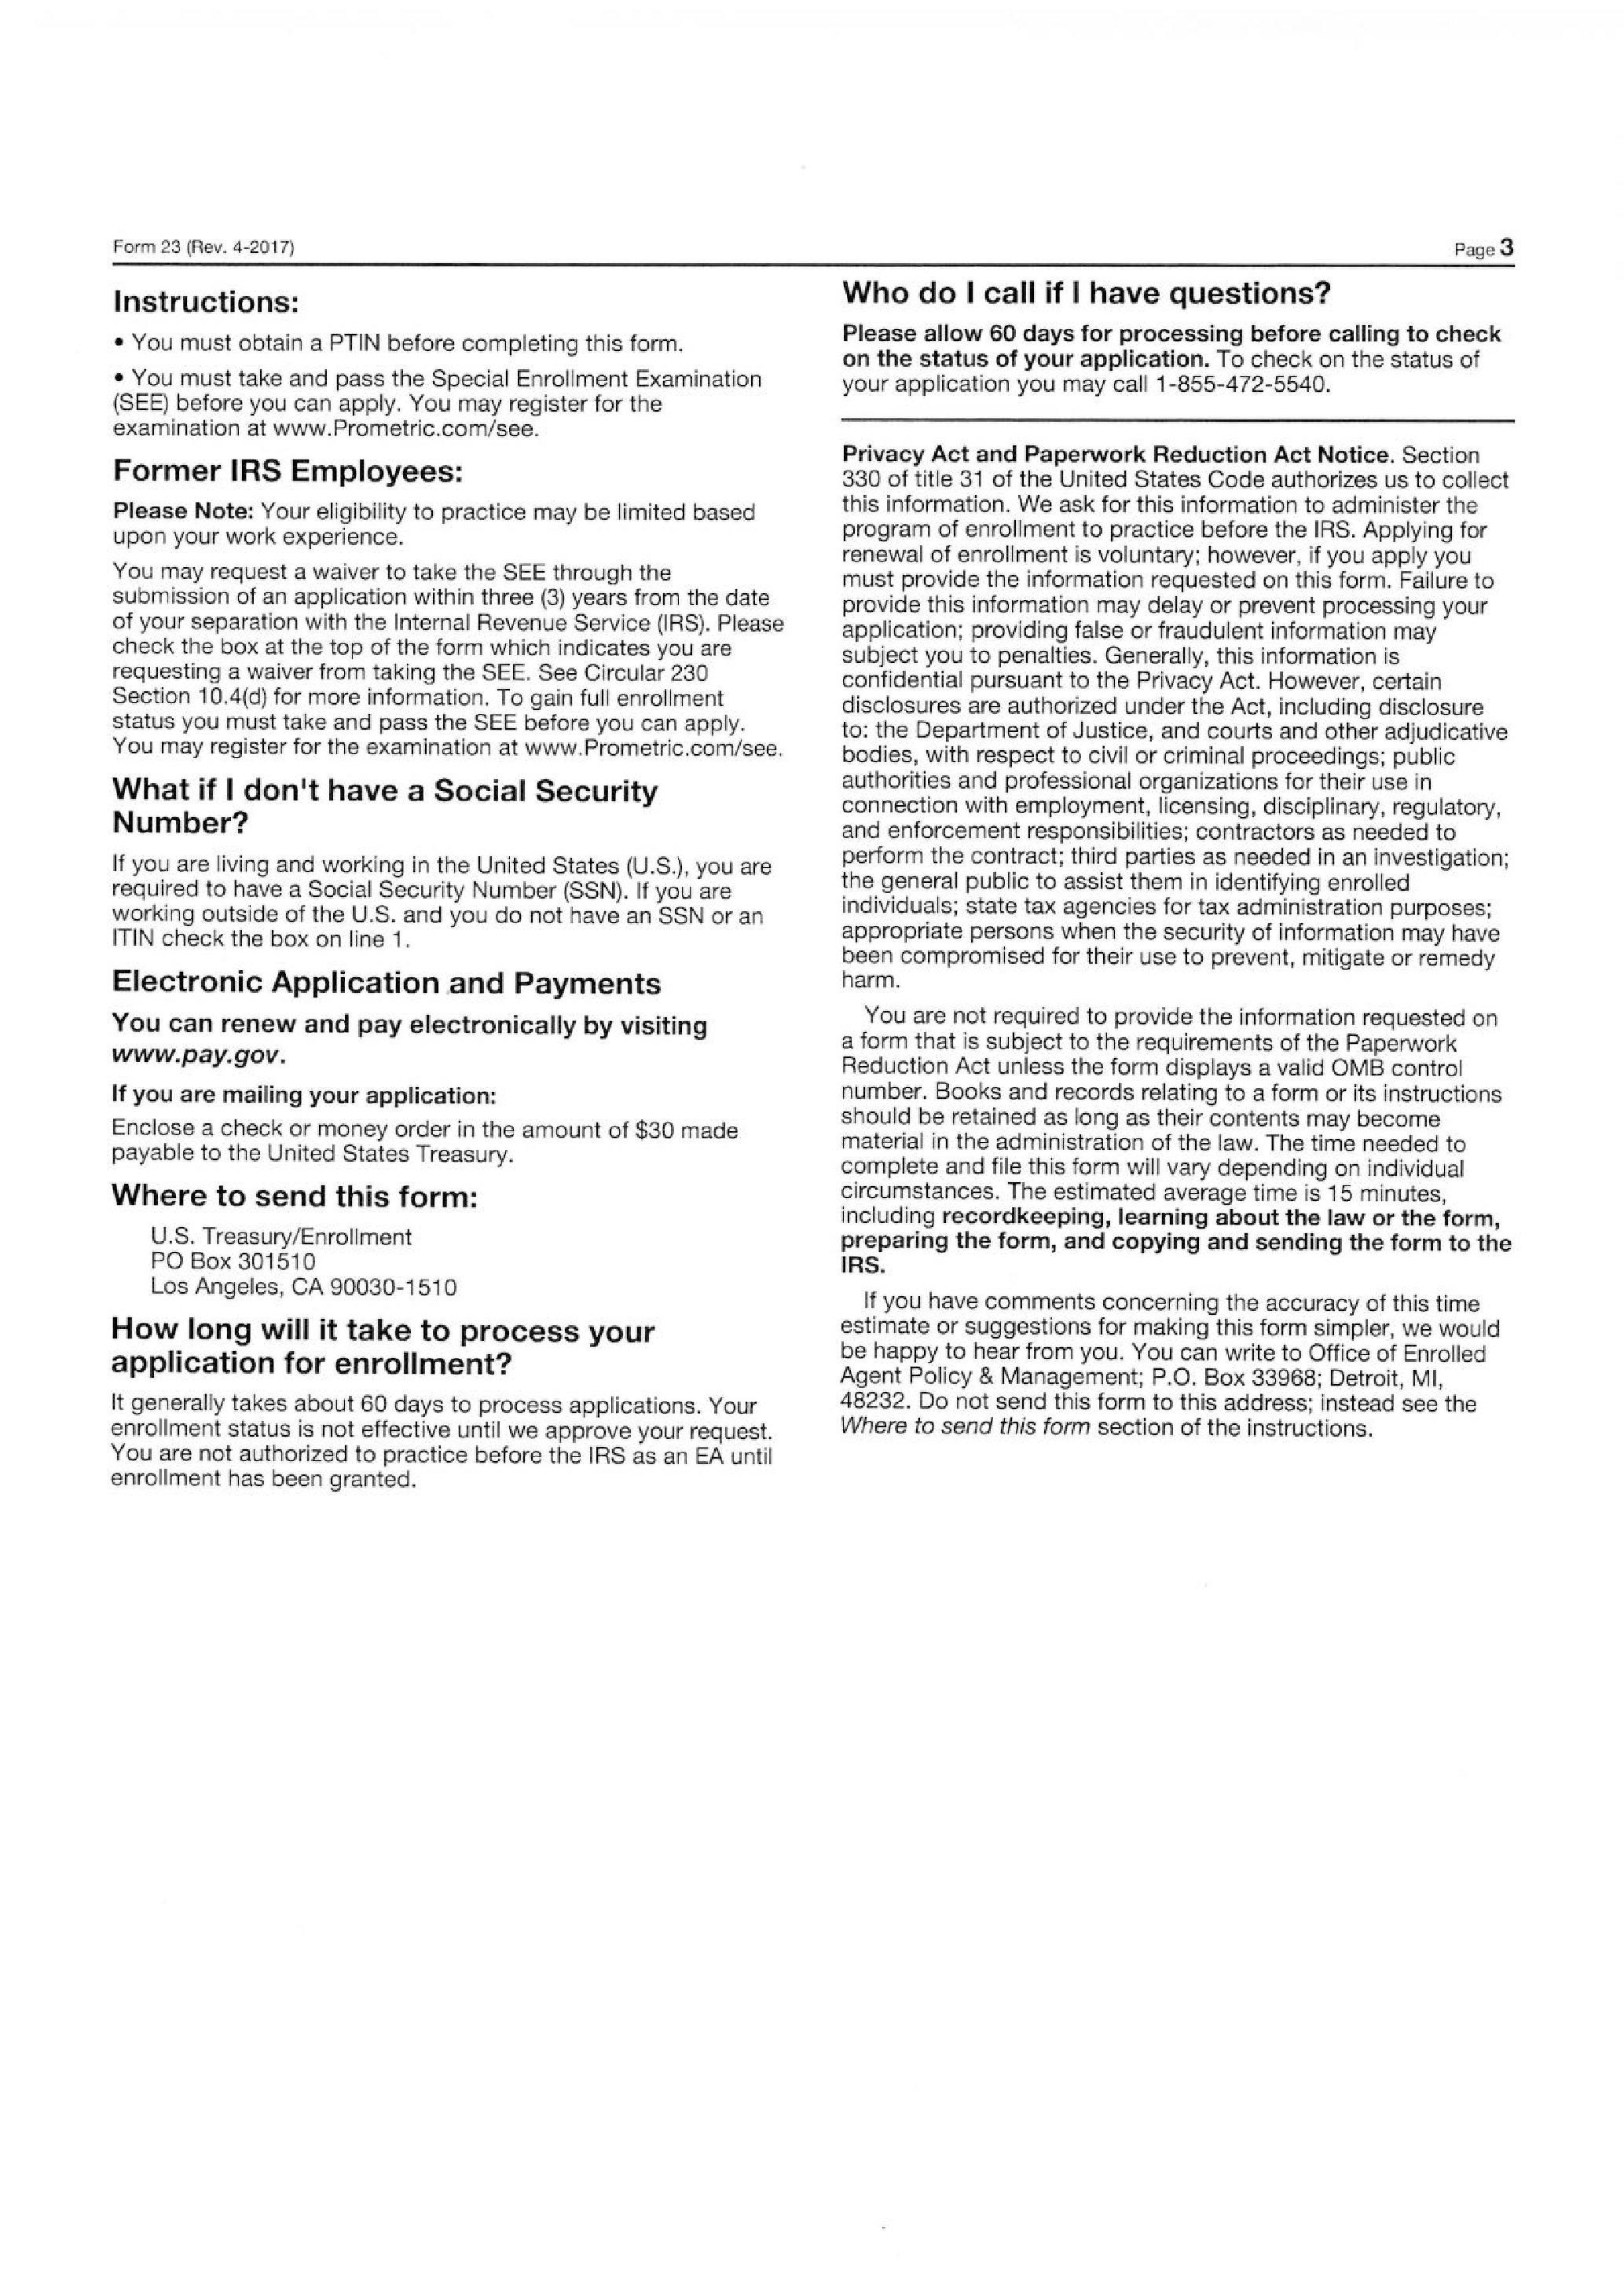 Form 23 (Rev. 4-2017)
Page 3
Instructions:
• You must obtain a PTIN before completing this form.
• You must take and pass the Special Enrollment Examination
(SEE) before you can apply. You may register for the
examination at www.Prometric.com/see.
Former IRS Employees:
Please Note: Your eligibility to practice may be limited based
upon your work experience.
You may request a waiver to take the SEE through the
submission of an application within three (3) years from the date
of your separation with the Internal Revenue Service (IRS). Please
check the box at the top of the form which indicates you are
requesting a waiver from taking the SEE. See Circular 230
Section 10.4(d) for more information. To gain full enrollment
status you must take and pass the SEE before you can apply.
You may register for the examination at www.Prometric.com/see.
What if I don't have a Social Security
Number?
If you are living and working in the United States (U.S.), you are
required to have a Social Security Number (SSN). If you are
working outside of the U.S. and you do not have an SSN or an
ITIN check the box on line 1.
Electronic Application and Payments
You can renew and pay electronically by visiting
www.pay.gov.
If you are mailing your application:
Enclose a check or money order in the amount of $30 made
payable to the United States Treasury.
Where to send this form:
U.S. Treasury/Enrollment
PO Box 301510
Los Angeles, CA 90030-1510
How long will it take to process your
application for enrollment?
It generally takes about 60 days to process applications. Your
enrollment status is not effective until we approve your request.
You are not authorized to practice before the IRS as an EA until
enrollment has been granted.
Who do I call if I have questions?
Please allow 60 days for processing before calling to check
on the status of your application. To check on the status of
your application you may call 1-855-472-5540.
Privacy Act and Paperwork Reduction Act Notice. Section
330 of title 31 of the United States Code authorizes us to collect
this information. We ask for this information to administer the
program of enrollment to practice before the IRS. Applying for
renewal of enrollment is voluntary; however, if you apply you
must provide the information requested on this form. Failure to
provide this information may delay or prevent processing your
application; providing false or fraudulent information may
subject you to penalties. Generally, this information is
confidential pursuant to the Privacy Act. However, certain
disclosures are authorized under the Act, including disclosure
to: the Department of Justice, and courts and other adjudicative
bodies, with respect to civil or criminal proceedings; public
authorities and professional organizations for their use in
connection with employment, licensing, disciplinary, regulatory,
and enforcement responsibilities; contractors as needed to
perform the contract; third parties as needed in an investigation;
the general public to assist them in identifying enrolled
individuals; state tax agencies for tax administration purposes;
appropriate persons when the security of information may have
been compromised for their use to prevent, mitigate or remedy
harm.
You are not required to provide the information requested on
a form that is subject to the requirements of the Paperwork
Reduction Act unless the form displays a valid OMB control
number. Books and records relating to a form or its instructions
should be retained as long as their contents may become
material in the administration of the law. The time needed to
complete and file this form will vary depending on individual
circumstances. The estimated average time is 15 minutes,
including recordkeeping, learning about the law or the form,
preparing the form, and copying and sending the form to the
IRS.
If you have comments concerning the accuracy of this time
estimate or suggestions for making this form simpler, we would
be happy to hear from you. You can write to Office of Enrolled
Agent Policy & Management; P.O. Box 33968; Detroit, MI,
48232. Do not send this form to this address; instead see the
Where to send this form section of the instructions.